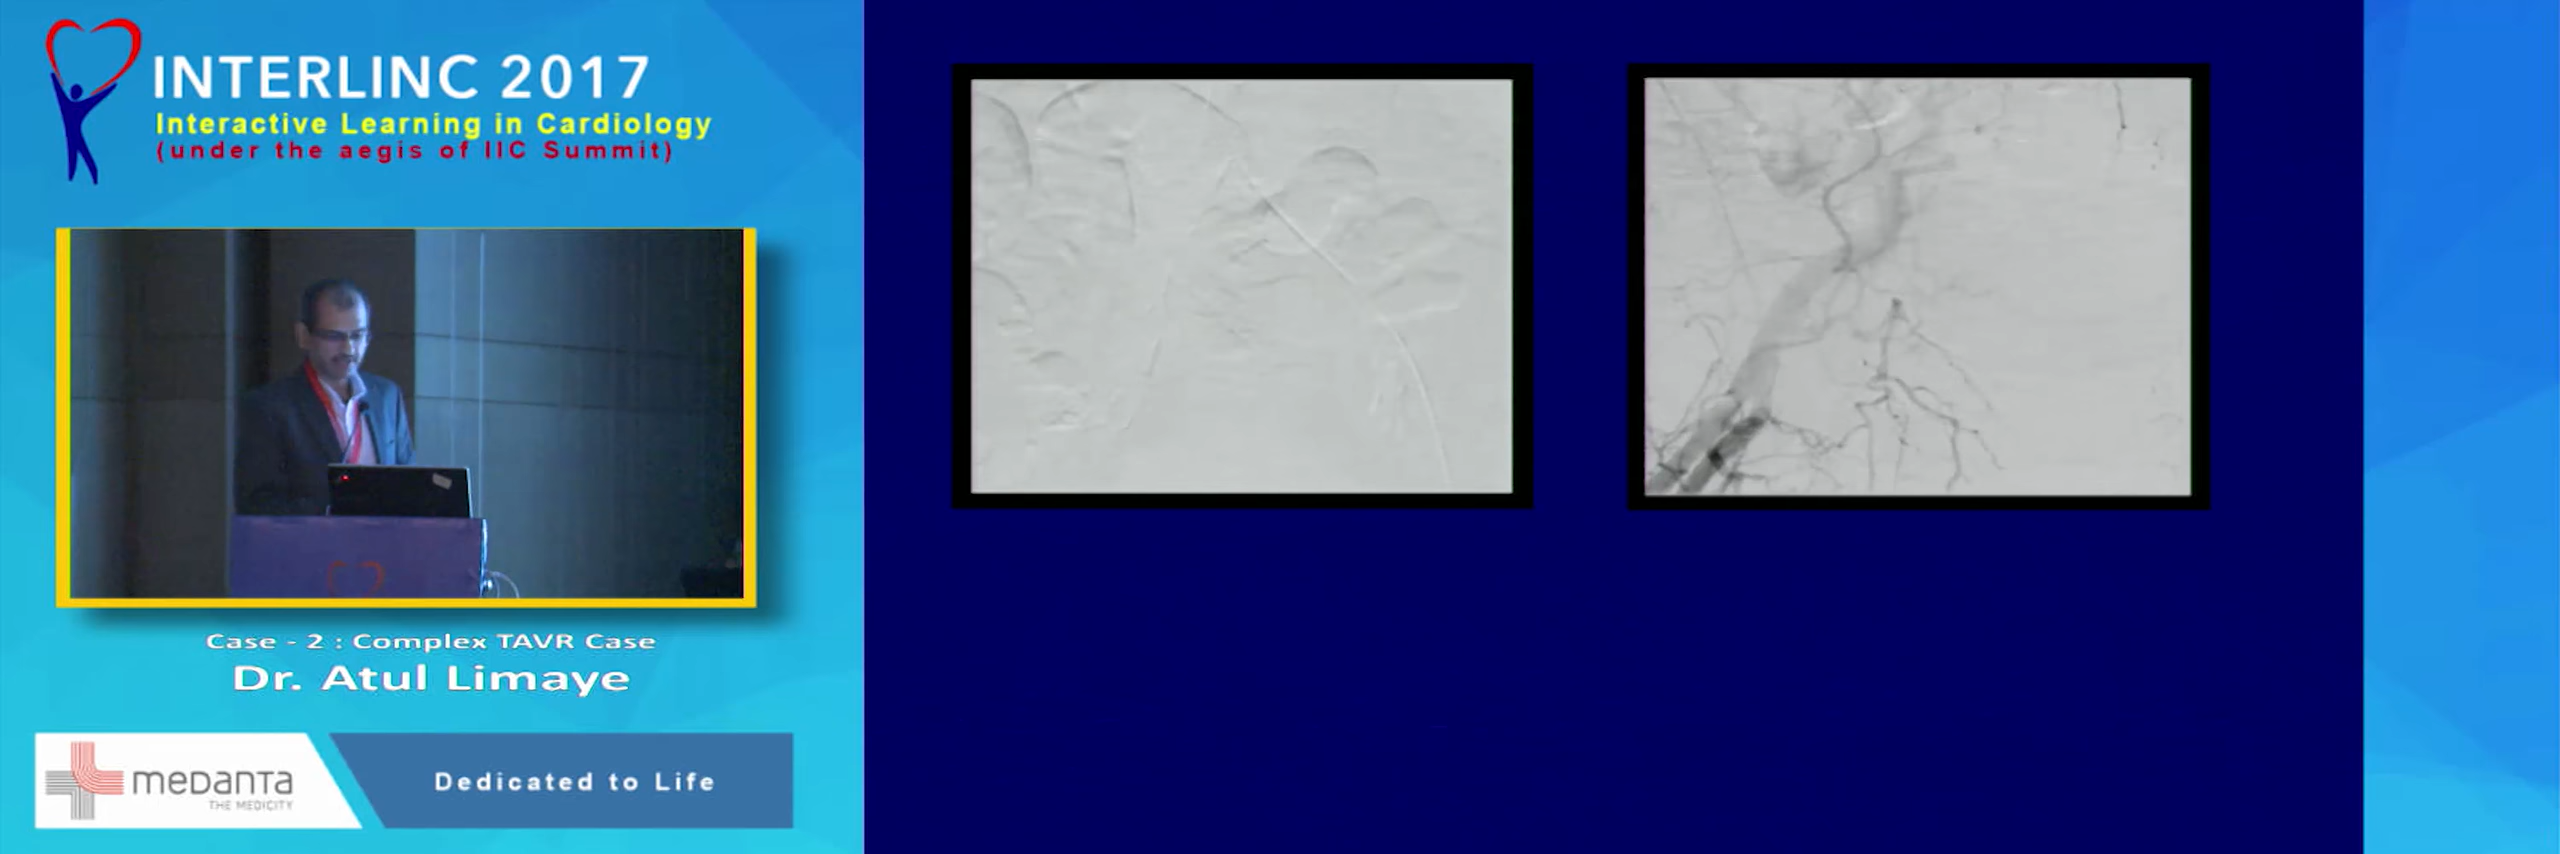 INTERLINC 2017
Interactive Learning in Cardiology
(under the aegis of IIC Summit)
Case - 2 : Complex TAVR Case
Dr. Atul Limaye
meDanTa
THE MEDICITY
Dedicated to Life